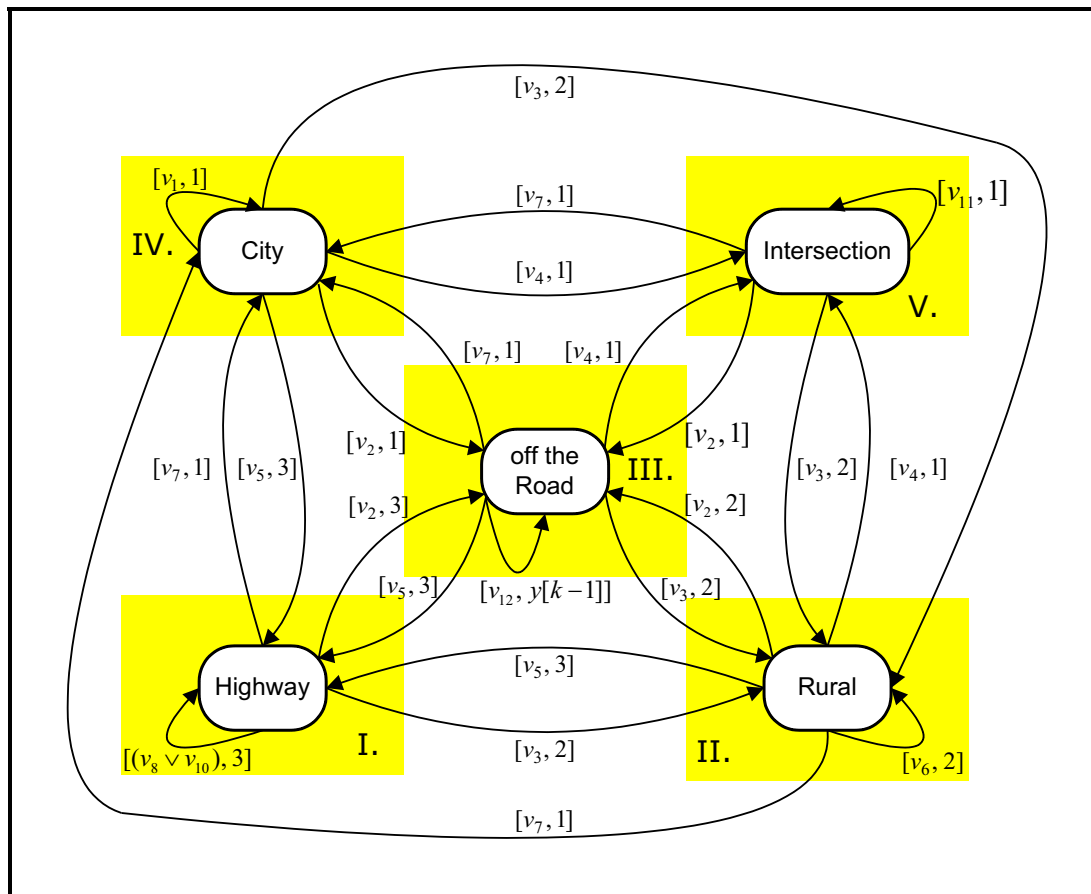 [v₃, 2]
[v₁, 1]
[v₇, 1]
[v₁₁, 1]
IV.
City
Intersection
[v₄, 1]
V.
[v₇, 1]
[v₄, 1]
[v₂, 1]
[v₂, 1]
off the
Road
III.
[v₇, 1]
[v₅, 3]
[v₃, 2]
[v₄, 1]
[v₂, 3]
[v₂, 2]
[v₅, 3]
[v₁₂, y[k−1]]
[v₃, 2]
[v₅, 3]
Highway
Rural
I.
II.
[(v₈ ∨ v₁₀), 3]
[v₃, 2]
[v₆, 2]
[v₇, 1]